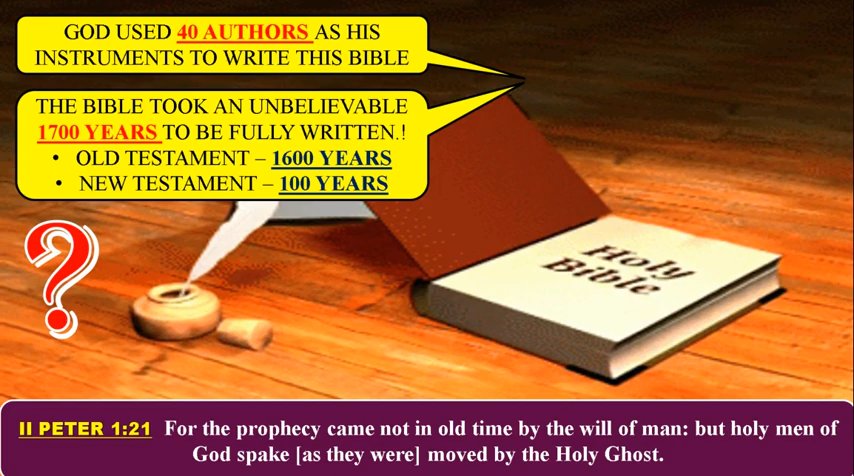 GOD USED 40 AUTHORS AS HIS
INSTRUMENTS TO WRITE THIS BIBLE
THE BIBLE TOOK AN UNBELIEVABLE
1700 YEARS TO BE FULLY WRITTEN.!
• OLD TESTAMENT – 1600 YEARS
• NEW TESTAMENT – 100 YEARS
?
Holy
Bible
II PETER 1:21 For the prophecy came not in old time by the will of man: but holy men of
God spake [as they were] moved by the Holy Ghost.